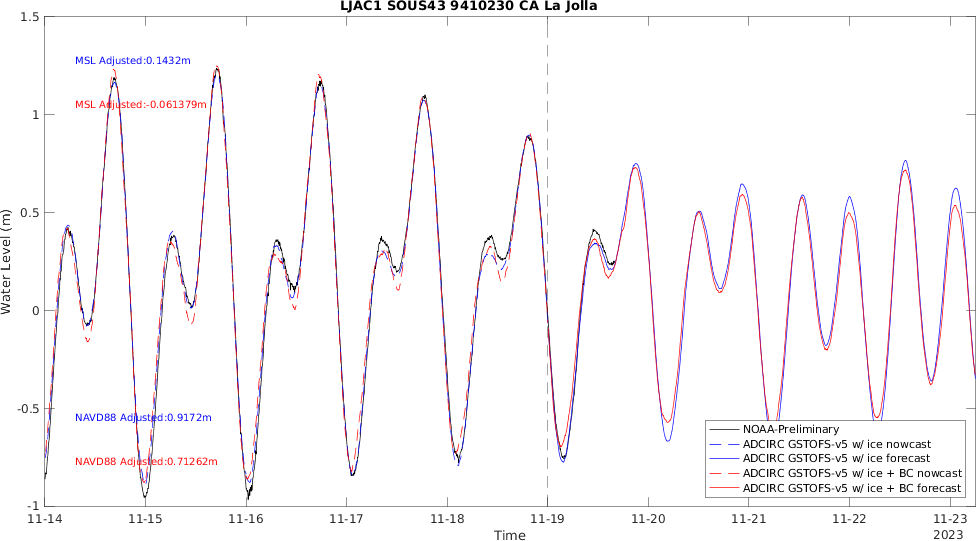 LJAC1 SOUS43 9410230 CA La Jolla
1.5
1
0.5
0
-0.5
-1
Water Level (m)
MSL Adjusted:0.1432m
MSL Adjusted:-0.061379m
NAVD88 Adjusted:0.9172m
NAVD88 Adjusted:0.71262m
NOAA-Preliminary
ADCIRC GSTOFS-v5 w/ ice nowcast
ADCIRC GSTOFS-v5 w/ ice forecast
ADCIRC GSTOFS-v5 w/ ice + BC nowcast
ADCIRC GSTOFS-v5 w/ ice + BC forecast
11-14 11-15 11-16 11-17 11-18 11-19 11-20 11-21 11-22 11-23
2023
Time